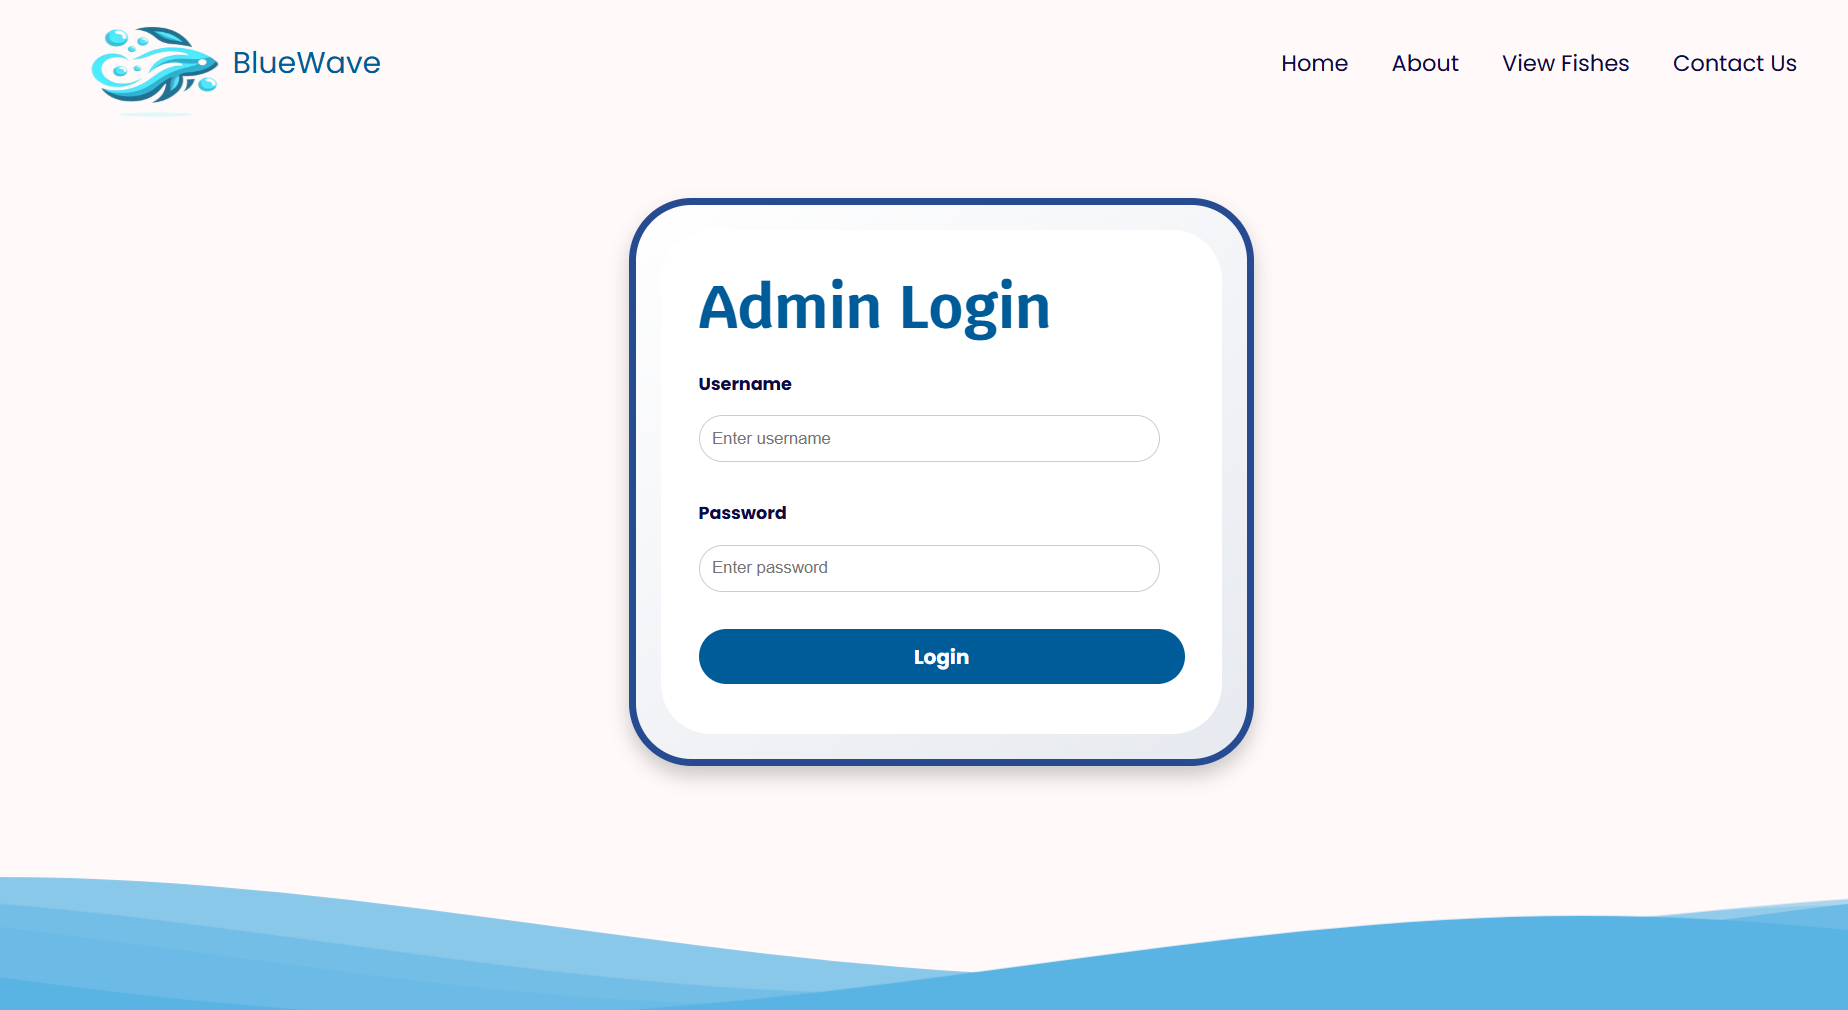 BlueWave
Home About View Fishes Contact Us
Admin Login
Username
Enter username
Password
Enter password
Login